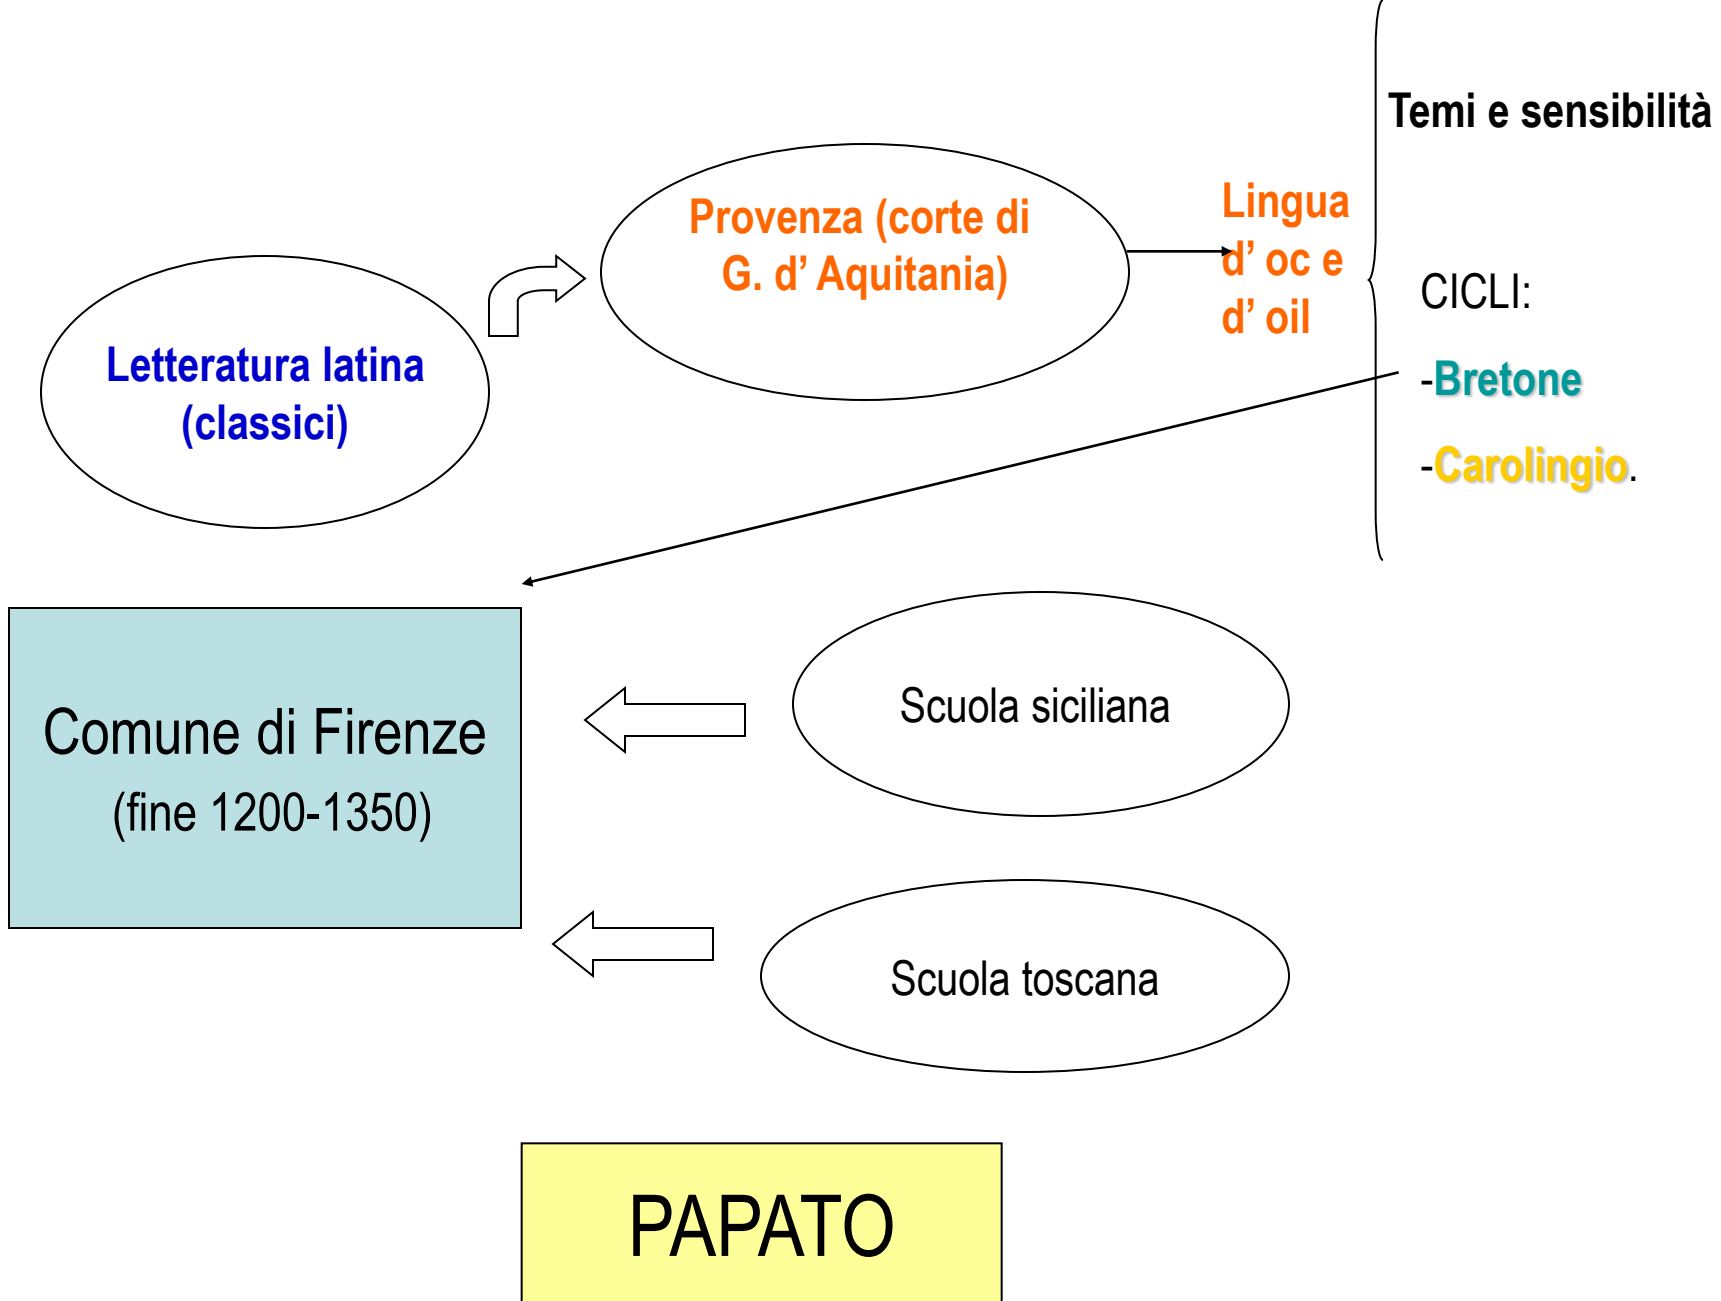 Temi e sensibilità
Provenza (corte di
G. d’ Aquitania)
Lingua
d’ oc e
d’ oil
CICLI:
-Bretone
-Carolingio.
Letteratura latina
(classici)
Comune di Firenze
(fine 1200-1350)
Scuola siciliana
Scuola toscana
PAPATO